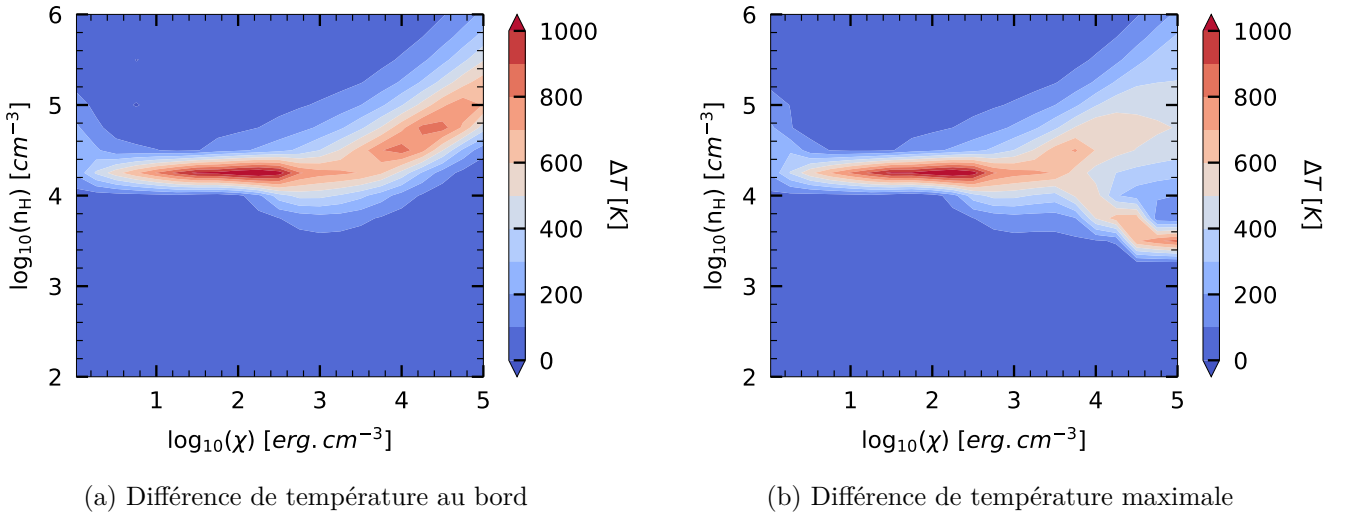 6
5
4
3
2
log₁₀(n_H) [cm⁻³]
1 2 3 4 5
log₁₀(χ) [erg.cm⁻³]
1000
800
600
400
200
0
ΔT [K]
(a) Différence de température au bord
6
5
4
3
2
log₁₀(n_H) [cm⁻³]
1 2 3 4 5
log₁₀(χ) [erg.cm⁻³]
1000
800
600
400
200
0
ΔT [K]
(b) Différence de température maximale